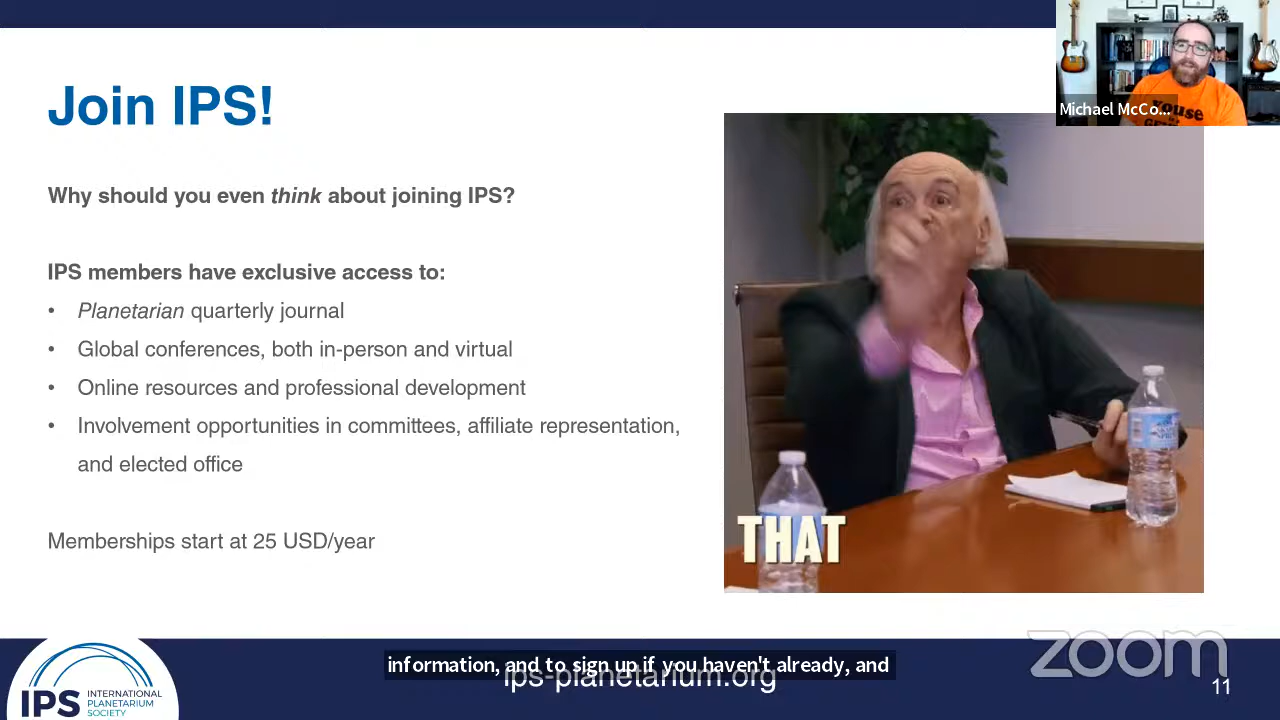 Join IPS!
Why should you even think about joining IPS?
IPS members have exclusive access to:
• Planetarian quarterly journal
• Global conferences, both in-person and virtual
• Online resources and professional development
• Involvement opportunities in committees, affiliate representation,
and elected office
Memberships start at 25 USD/year
Michael McCo...
youse
THAT
IPS INTERNATIONAL
PLANETARIUM
SOCIETY
information, and to sign up if you haven't already, and
ips-planetarium.org
zoom
11